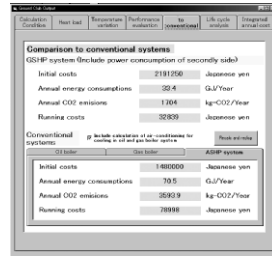 Calculation Condition
Heat load
Temperature variation
Performance evaluation
to conventional
Life cycle analysis
Integrated annual cost
Comparison to conventional systems
GSHP system (Include power consumption of secondly side)
Initial costs 2191250 Japanese yen
Annual energy consumptions 33.4 GJ/Year
Annual CO2 emisions 1704 kg-CO2/Year
Running costs 32839 Japanese yen
Conventional systems
Include calculation of air-conditioning for cooling in oil and gas boiler system
Oil boiler
Gas boiler
ASHP system
Initial costs 1480000 Japanese yen
Annual energy consumptions 70.5 GJ/Year
Annual CO2 emisions 3593.9 kg-CO2/Year
Running costs 78998 Japanese yen